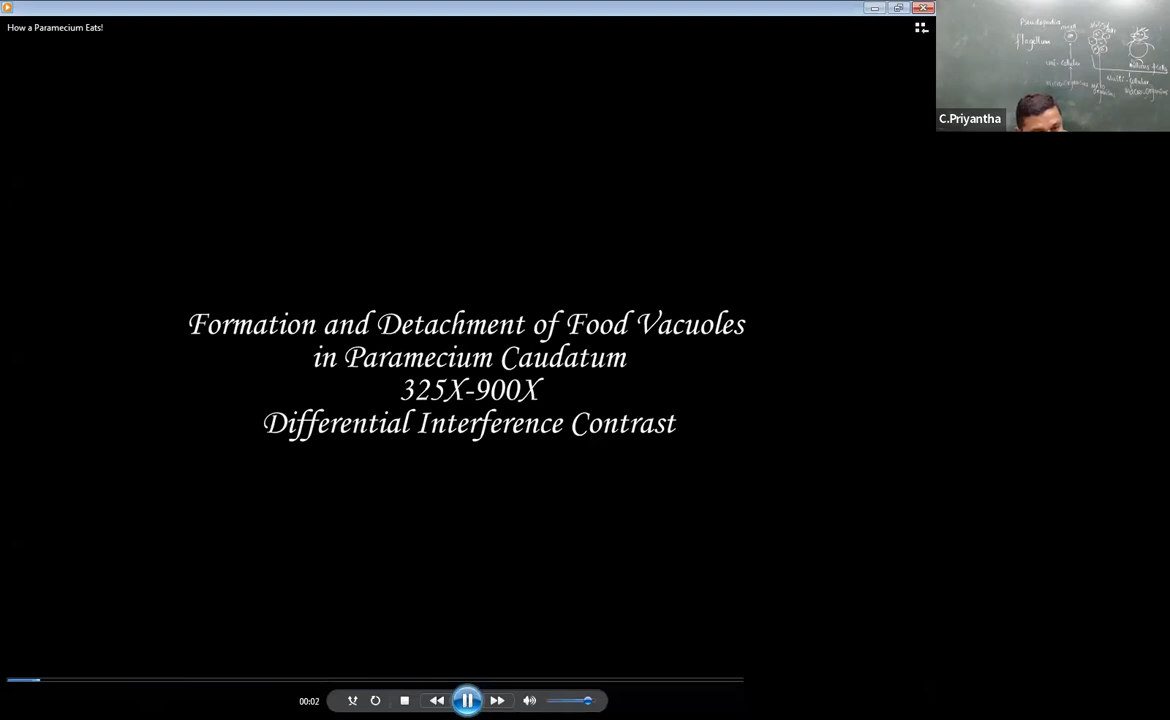 How a Paramecium Eats!
Pseudopodia
flagellum
C.Priyantha
Formation and Detachment of Food Vacuoles
in Paramecium Caudatum
325X-900X
Differential Interference Contrast
00:02